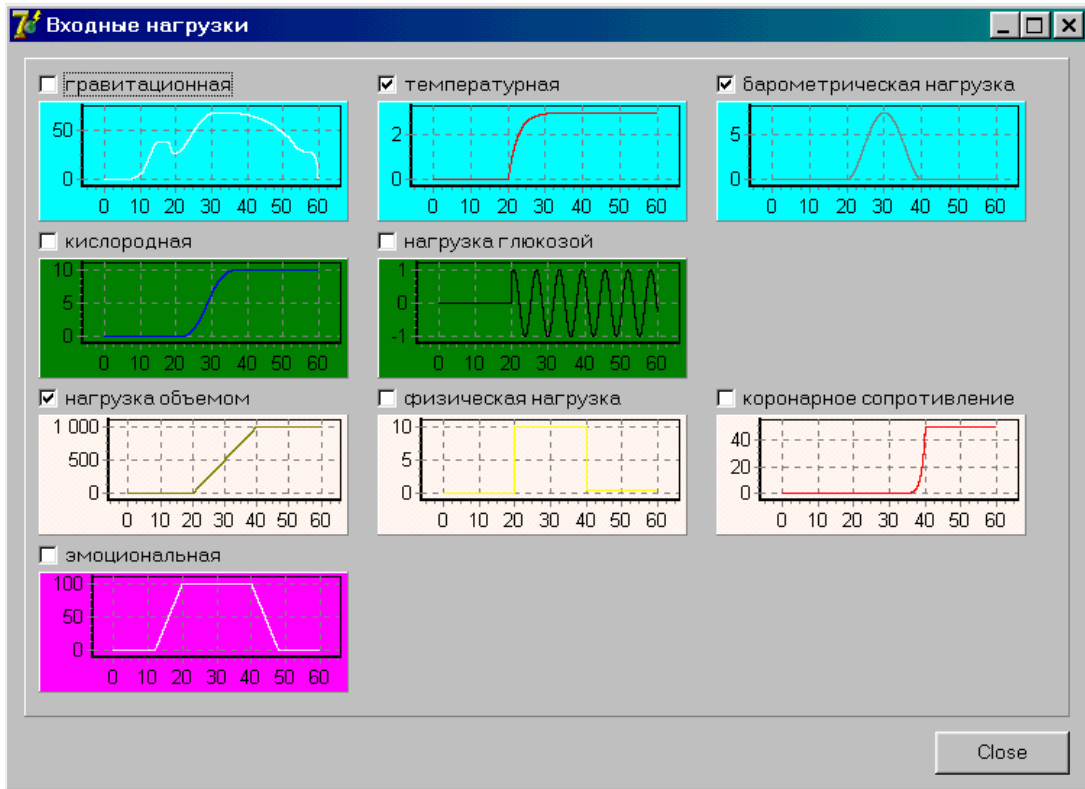 Входные нагрузки
гравитационная температурная барометрическая нагрузка
50
0
0 10 20 30 40 50 60
2
0
0 10 20 30 40 50 60
5
0
0 10 20 30 40 50 60
кислородная нагрузка глюкозой
10
5
0
0 10 20 30 40 50 60
1
0
-1
0 10 20 30 40 50 60
нагрузка объемом физическая нагрузка коронарное сопротивление
1 000
500
0
0 10 20 30 40 50 60
10
5
0
0 10 20 30 40 50 60
40
20
0
0 10 20 30 40 50 60
эмоциональная
100
50
0
0 10 20 30 40 50 60
Close